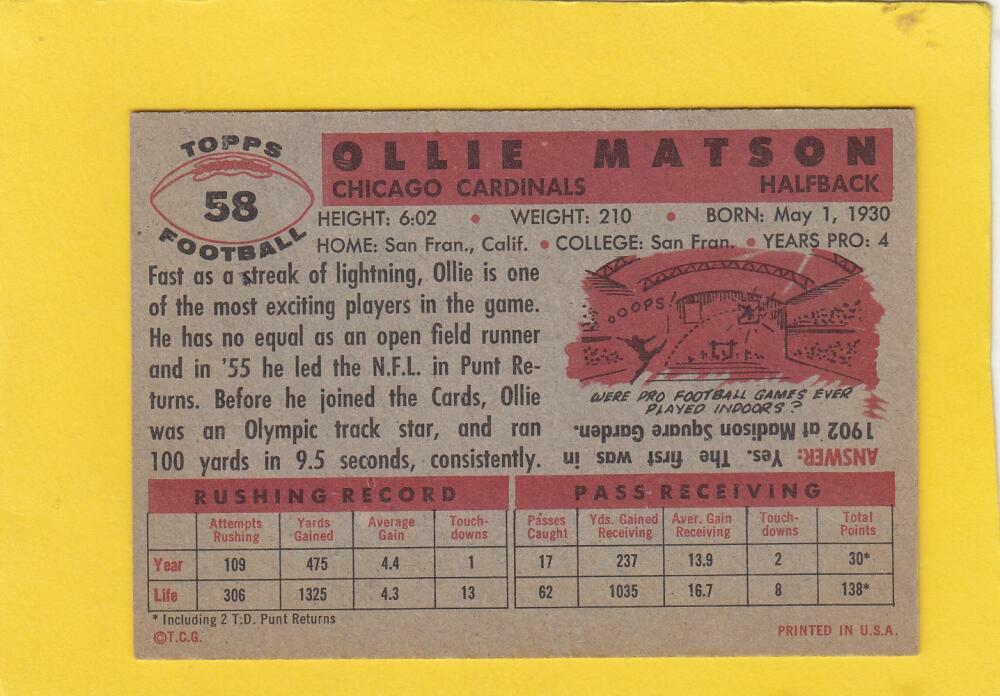 TOPPS
58
FOOTBALL
OLLIE MATSON
CHICAGO CARDINALS HALFBACK
HEIGHT: 6:02 • WEIGHT: 210 • BORN: May 1, 1930
HOME: San Fran., Calif. • COLLEGE: San Fran. • YEARS PRO: 4
Fast as a streak of lightning, Ollie is one
of the most exciting players in the game.
He has no equal as an open field runner
and in '55 he led the N.F.L. in Punt Re-
turns. Before he joined the Cards, Ollie
was an Olympic track star, and ran
100 yards in 9.5 seconds, consistently.
OOOPS!
WERE PRO FOOTBALL GAMES EVER
PLAYED INDOORS?
ANSWER: Yes. The first was in
1902 at Madison Square Garden.
RUSHING RECORD PASS RECEIVING
Attempts Yards Average Touch- Passes Yds. Gained Aver. Gain Touch- Total
Rushing Gained Gain downs Caught Receiving Receiving downs Points
Year 109 475 4.4 1 17 237 13.9 2 30*
Life 306 1325 4.3 13 62 1035 16.7 8 138*
* Including 2 T.D. Punt Returns
©T.C.G. PRINTED IN U.S.A.